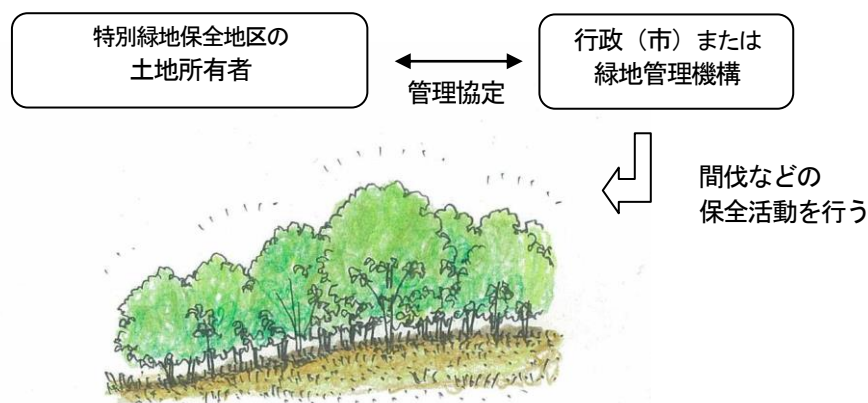 特別緑地保全地区の
土地所有者
管理協定
行政（市）または
緑地管理機構
間伐などの
保全活動を行う